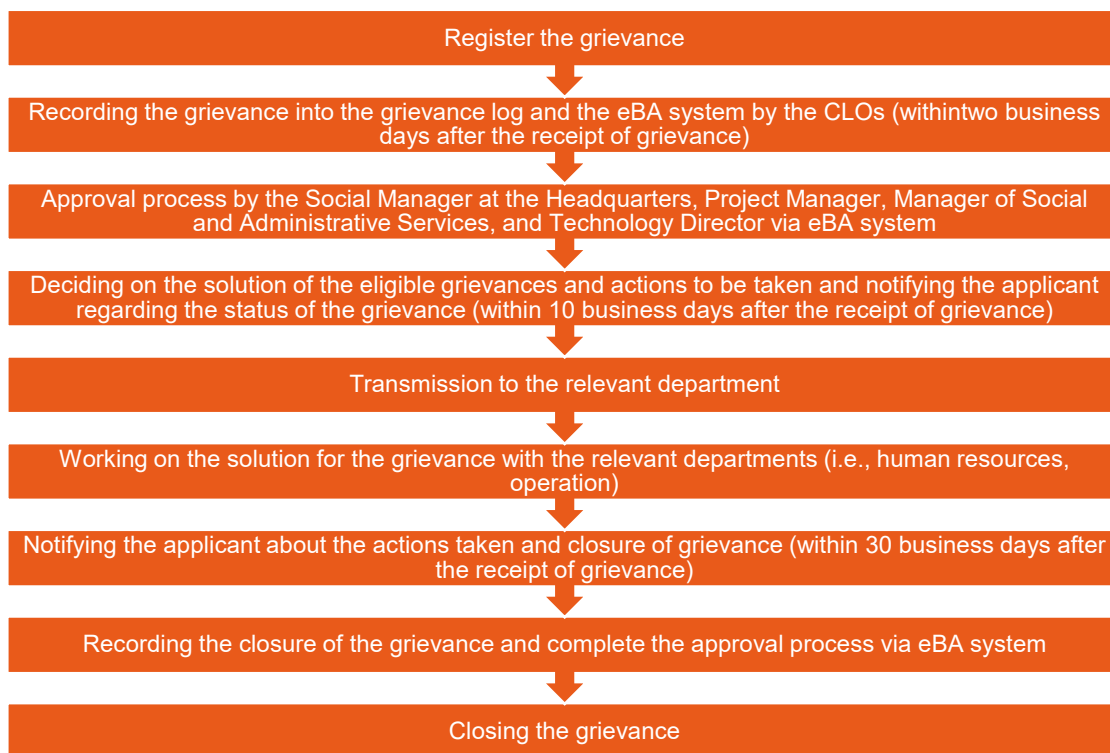 Register the grievance
Recording the grievance into the grievance log and the eBA system by the CLOs (withintwo business
days after the receipt of grievance)
Approval process by the Social Manager at the Headquarters, Project Manager, Manager of Social
and Administrative Services, and Technology Director via eBA system
Deciding on the solution of the eligible grievances and actions to be taken and notifying the applicant
regarding the status of the grievance (within 10 business days after the receipt of grievance)
Transmission to the relevant department
Working on the solution for the grievance with the relevant departments (i.e., human resources,
operation)
Notifying the applicant about the actions taken and closure of grievance (within 30 business days after
the receipt of grievance)
Recording the closure of the grievance and complete the approval process via eBA system
Closing the grievance